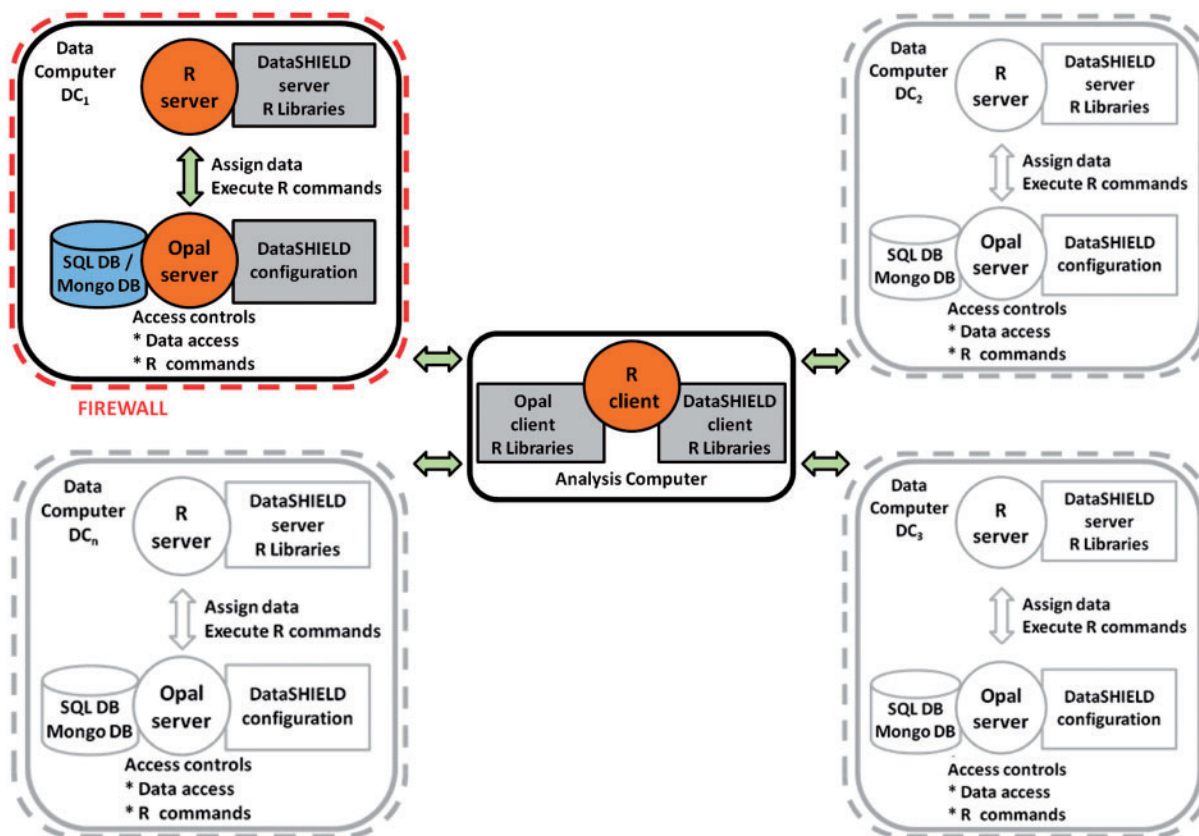 Data
Computer
DC₁
R
server
DataSHIELD
server
R Libraries
Assign data
Execute R commands
SQL DB /
Mongo DB
Opal
server
DataSHIELD
configuration
Access controls
* Data access
* R commands
FIREWALL
Data
Computer
DC₂
R
server
DataSHIELD
server
R Libraries
Assign data
Execute R commands
SQL DB
Mongo DB
Opal
server
DataSHIELD
configuration
Access controls
* Data access
* R commands
Opal
client
R Libraries
R
client
DataSHIELD
client
R Libraries
Analysis Computer
Data
Computer
DCₙ
R
server
DataSHIELD
server
R Libraries
Assign data
Execute R commands
SQL DB
Mongo DB
Opal
server
DataSHIELD
configuration
Access controls
* Data access
* R commands
Data
Computer
DC₃
R
server
DataSHIELD
server
R Libraries
Assign data
Execute R commands
SQL DB
Mongo DB
Opal
server
DataSHIELD
configuration
Access controls
* Data access
* R commands